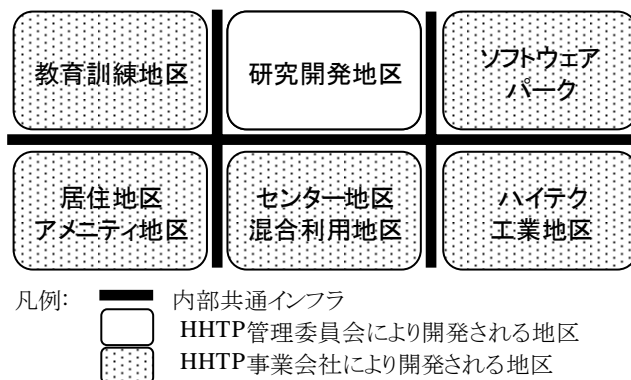 教育訓練地区
研究開発地区
ソフトウェア
パーク
居住地区
アメニティ地区
センター地区
混合利用地区
ハイテク
工業地区
凡例:
内部共通インフラ
HHTP管理委員会により開発される地区
HHTP事業会社により開発される地区